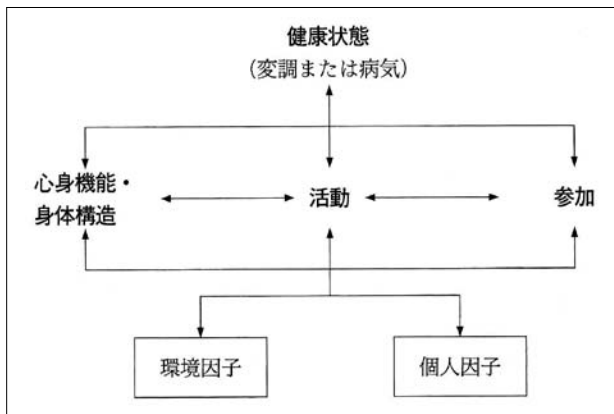 健康状態
(変調または病気)
心身機能・
身体構造
活動
参加
環境因子
個人因子